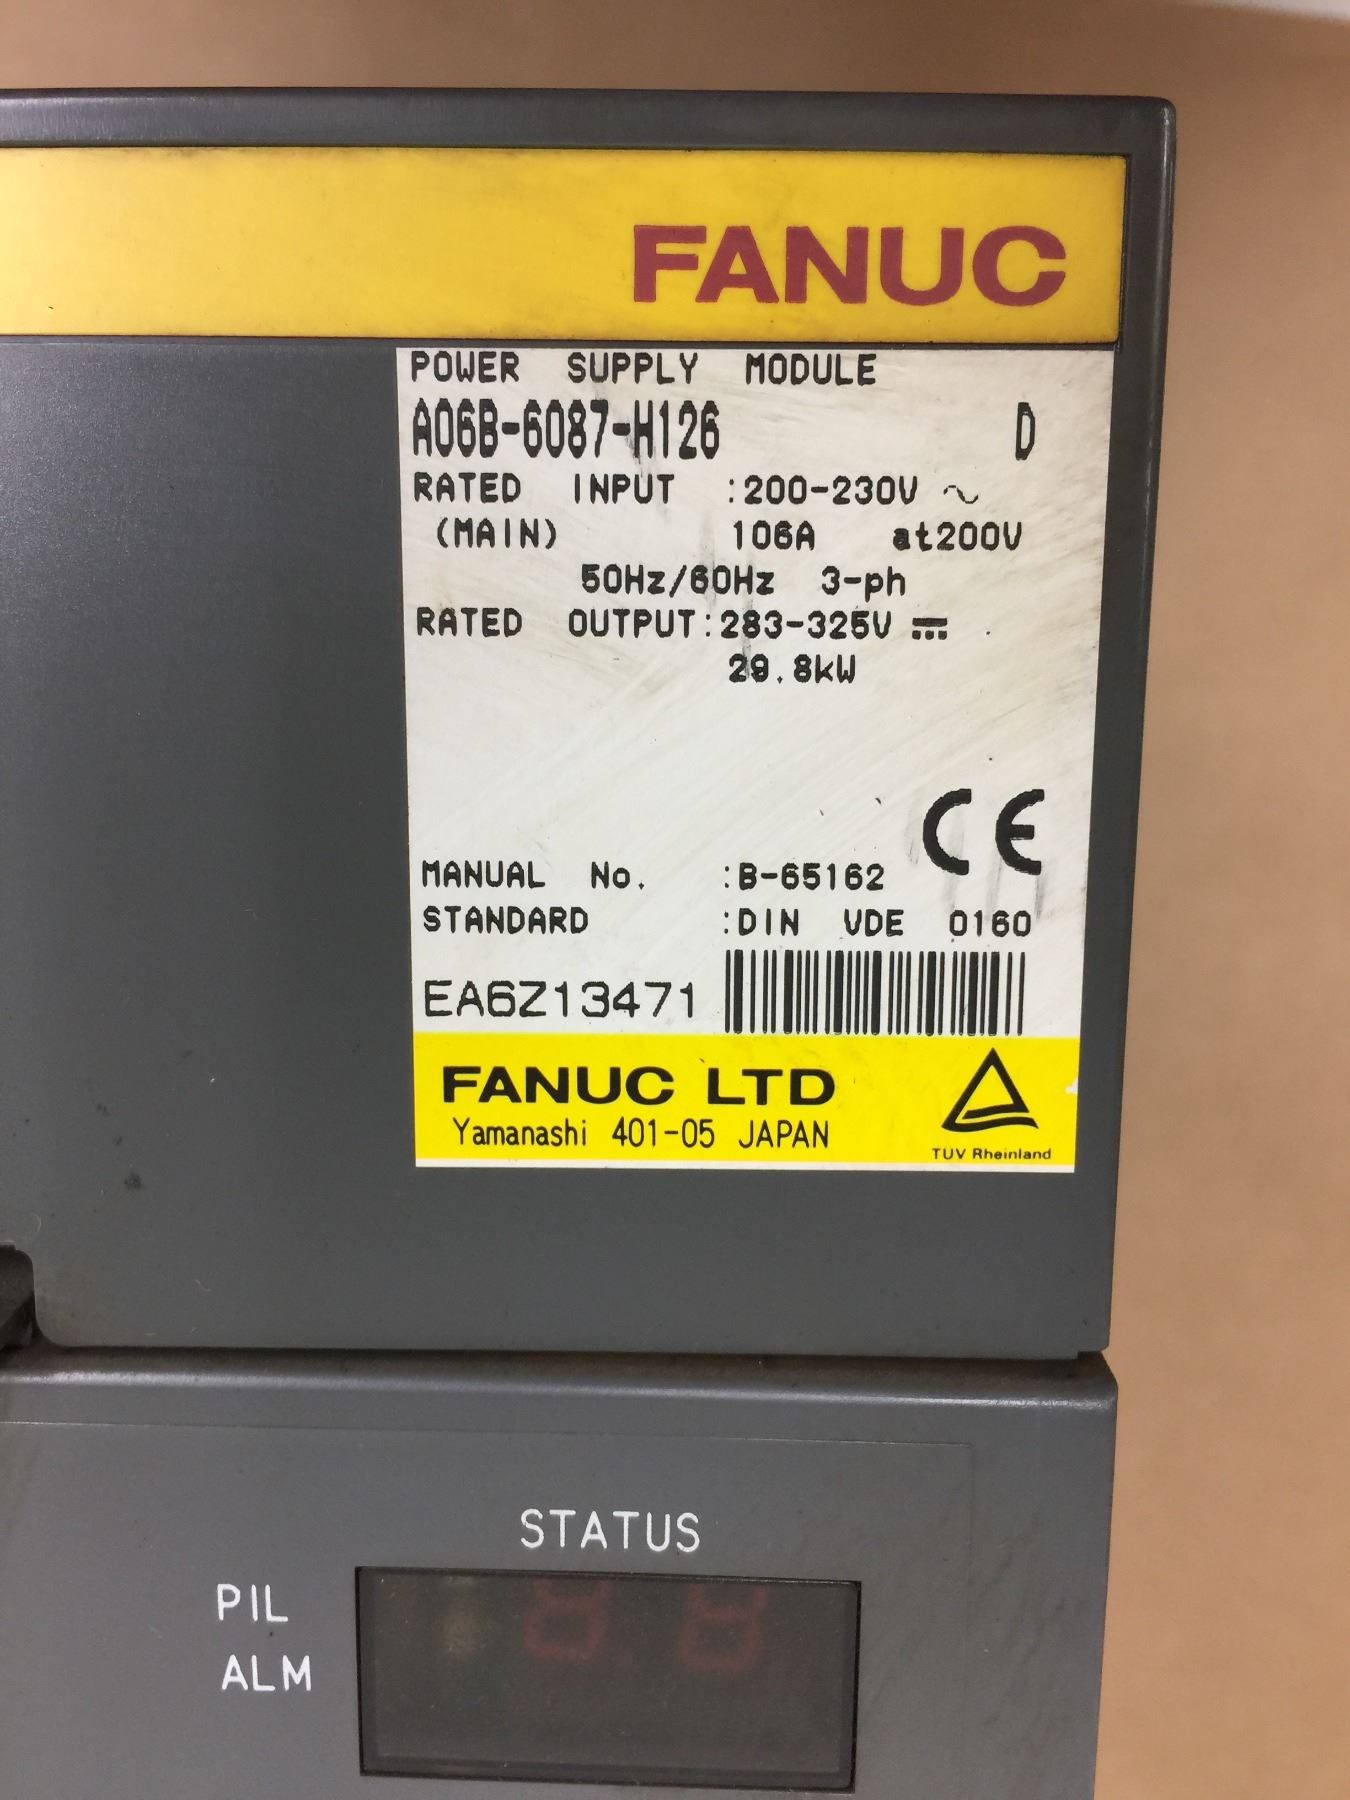 FANUC
POWER SUPPLY MODULE
A06B-6087-H126 D
RATED INPUT :200-230V ~
(MAIN) 106A at200V
50Hz/60Hz 3-ph
RATED OUTPUT:283-325V ⎓
29.8kW
CE
MANUAL No. :B-65162
STANDARD :DIN VDE 0160
EA6Z13471
FANUC LTD
Yamanashi 401-05 JAPAN
TUV Rheinland
STATUS
PIL
ALM